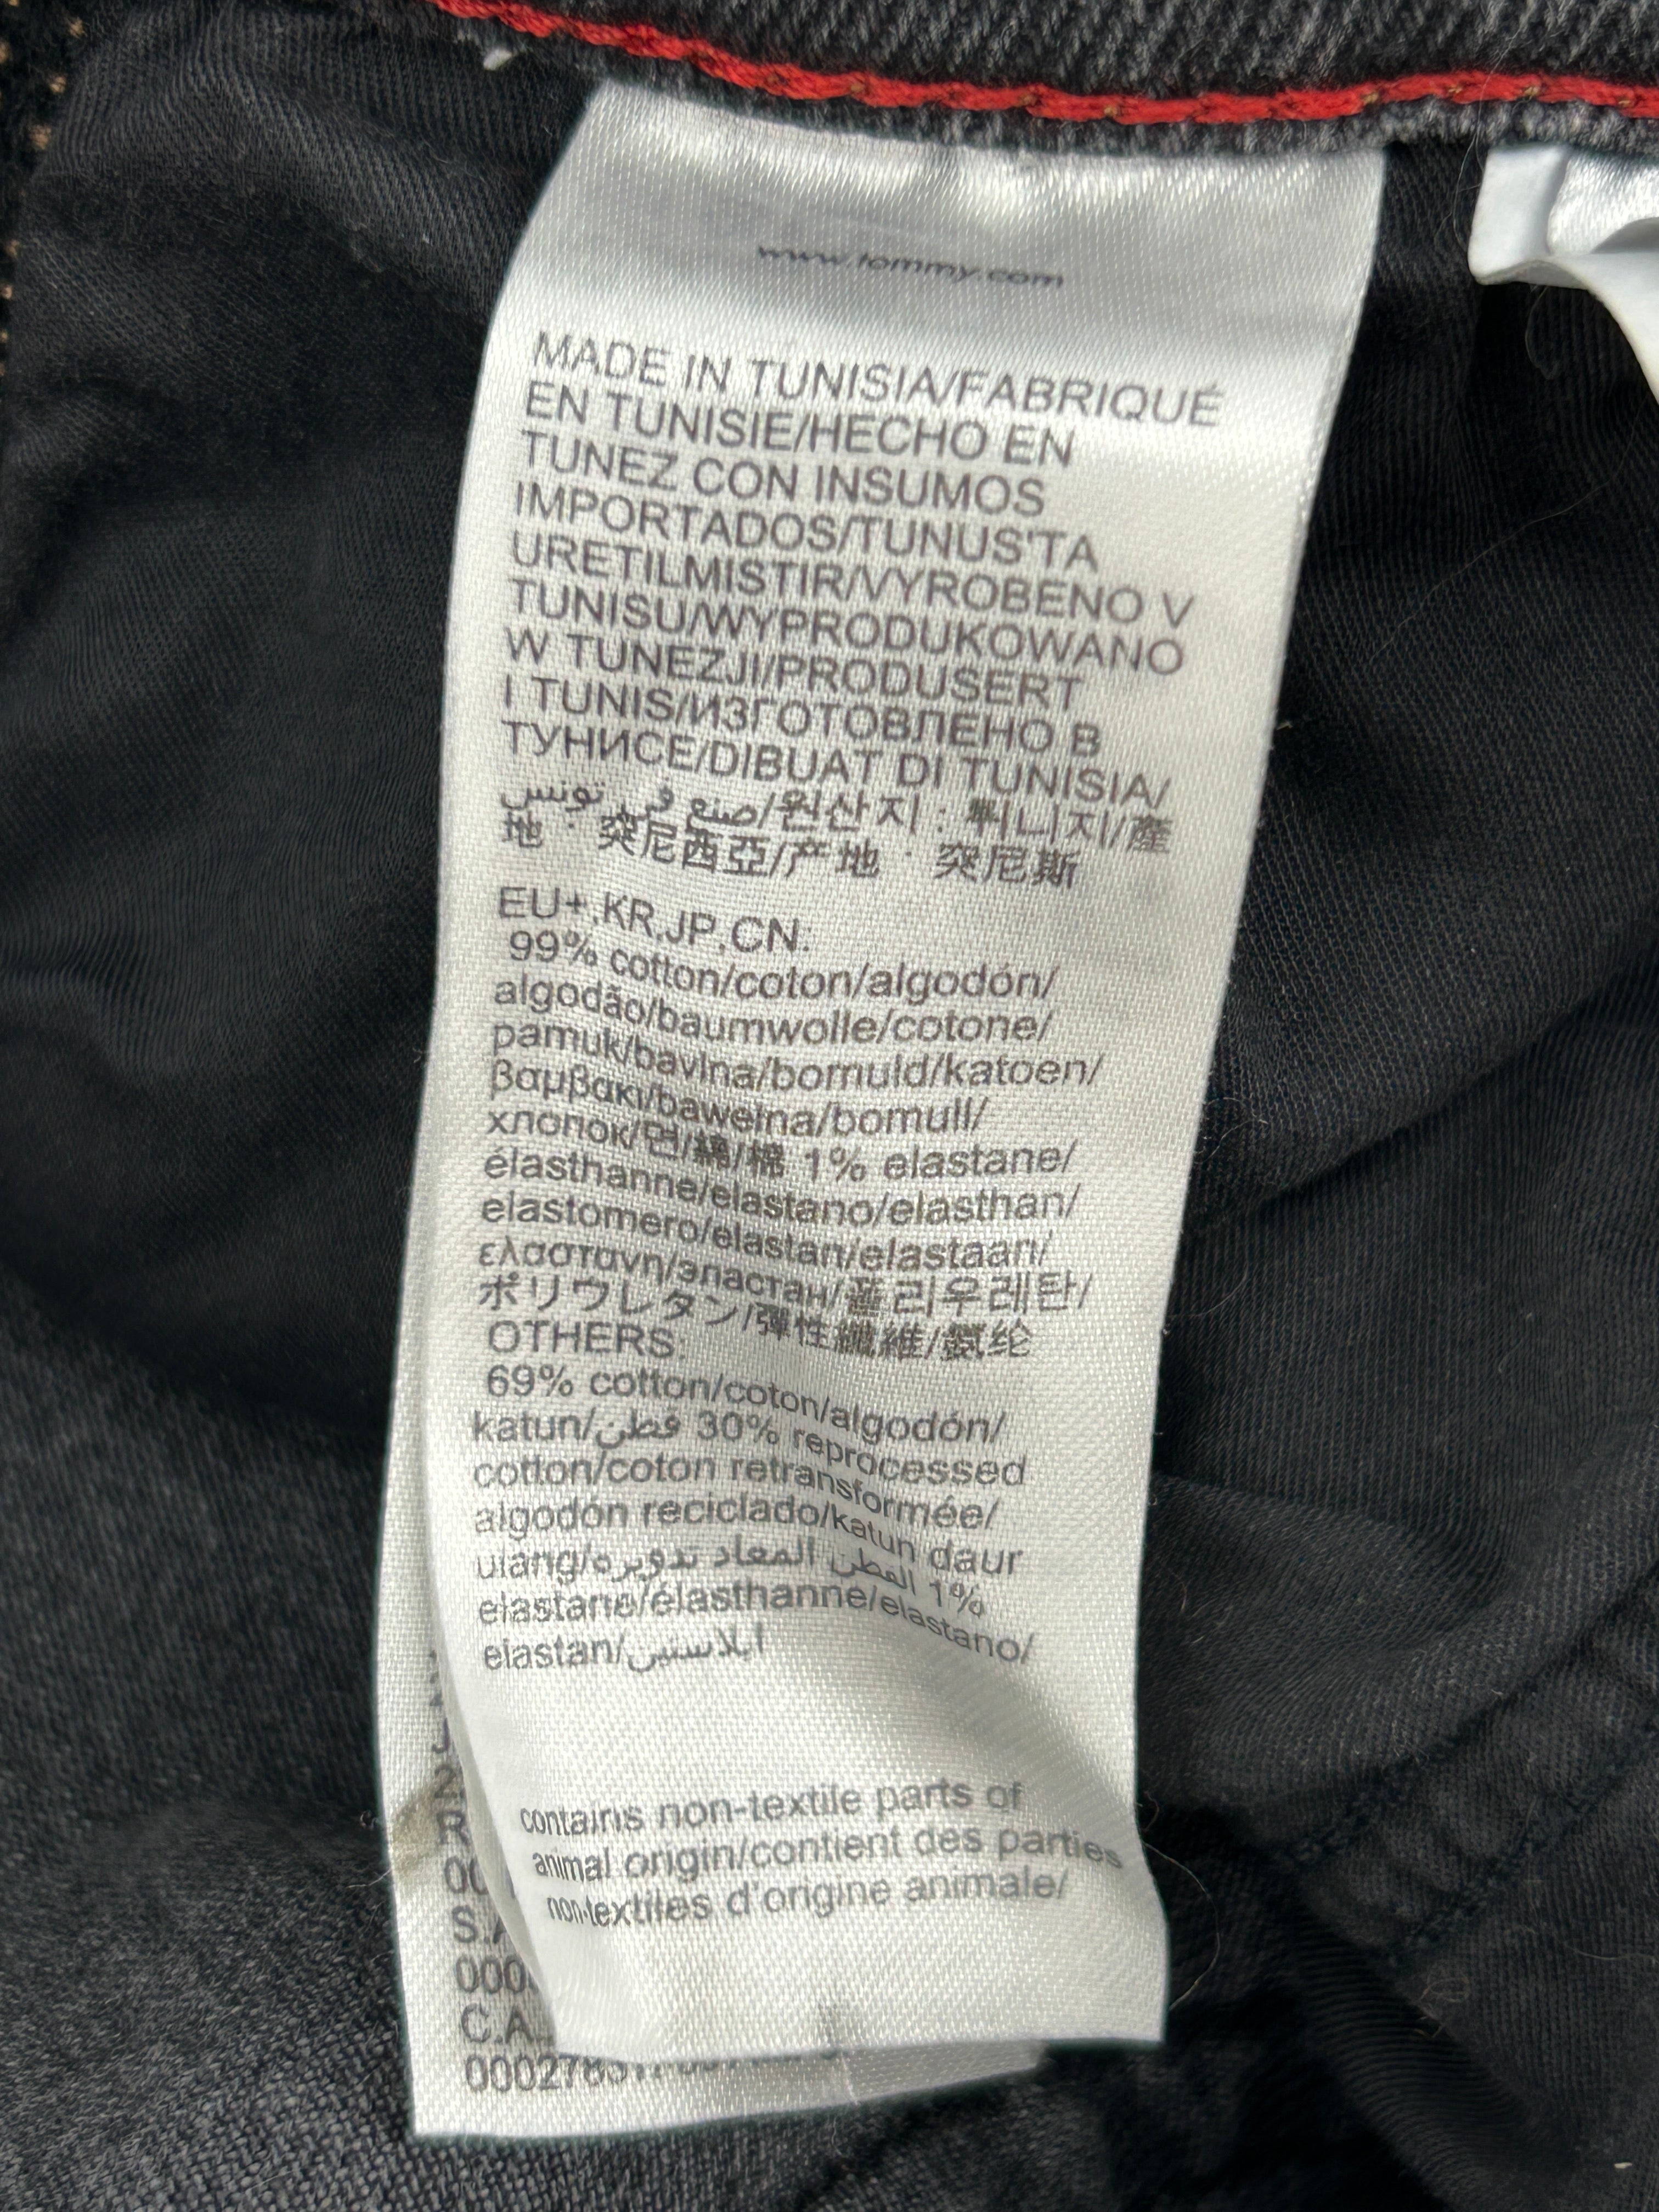 www.tommy.com
MADE IN TUNISIA/FABRIQUÉ
EN TUNISIE/HECHO EN
TUNEZ CON INSUMOS
IMPORTADOS/TUNUS'TA
URETILMISTIR/VYROBENO V
TUNISU/WYPRODUKOWANO
W TUNEZJI/PRODUSERT
I TUNIS/ИЗГОТОВЛЕНО В
ТУНИСЕ/DIBUAT DI TUNISIA/
صنع في تونس/원산지 : 튀니지/產
地 : 突尼西亞/产地 : 突尼斯
EU+,KR,JP,CN.
99% cotton/coton/algodón/
algodão/baumwolle/cotone/
pamuk/bavlna/bomuld/katoen/
βαμβακι/bawełna/bomull/
хлопок/면/綿/棉 1% elastane/
élasthanne/elastano/elasthan/
elastomero/elastan/elastaan/
ελαστανη/эластан/폴리우레탄/
ポリウレタン/彈性纖維/氨纶
OTHERS:
69% cotton/coton/algodón/
katun/قطن 30% reprocessed
cotton/coton retransformée/
algodón reciclado/katun daur
ulang/القطن المعاد تدويره 1%
elastane/élasthanne/elastano/
elastan/ايلاستين
contains non-textile parts of
animal origin/contient des parties
non-textiles d'origine animale/
J
2
R
00
S.A
000
C.A.